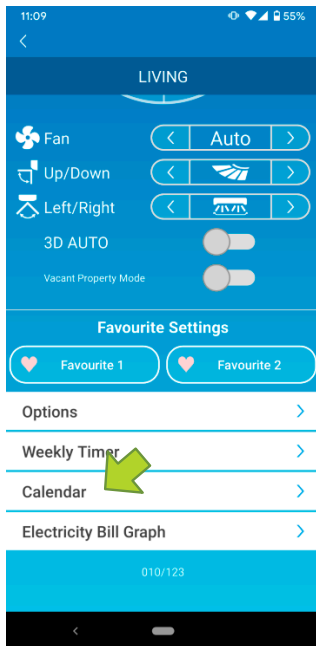 11:09 55%
LIVING
Fan Auto
Up/Down
Left/Right
3D AUTO
Vacant Property Mode
Favourite Settings
Favourite 1 Favourite 2
Options
Weekly Timer
Calendar
Electricity Bill Graph
010/123